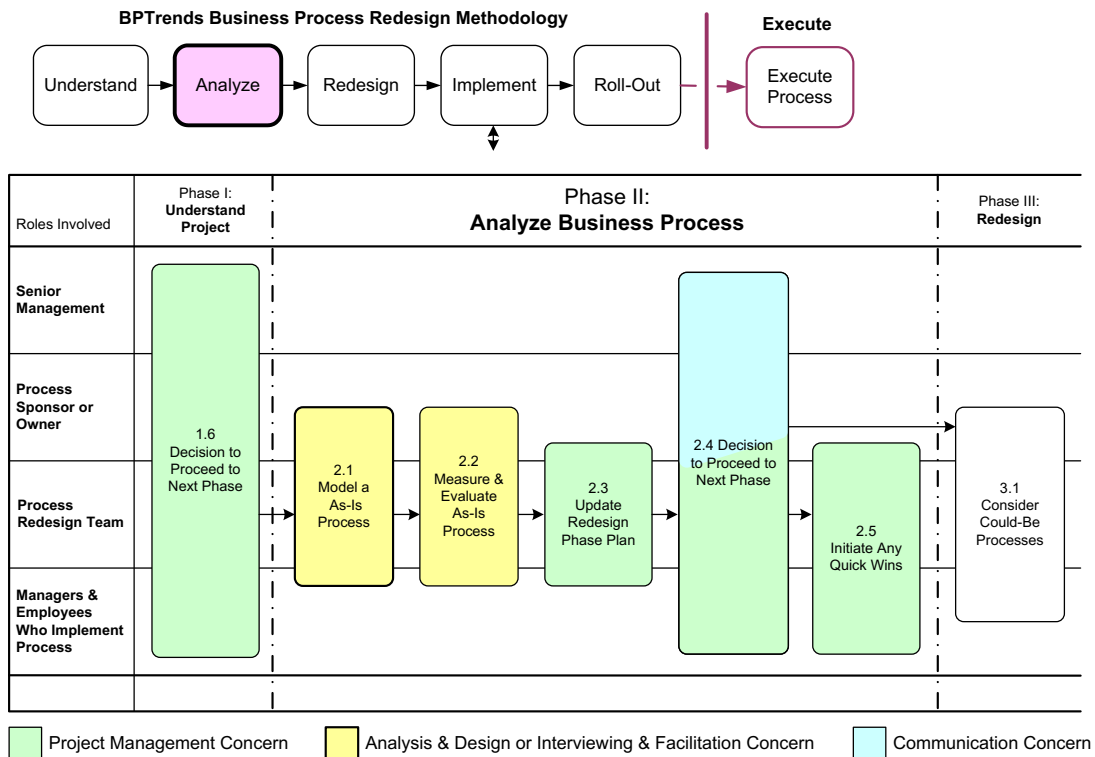 BPTrends Business Process Redesign Methodology
Execute
Understand
Analyze
Redesign
Implement
Roll-Out
Execute
Process
Roles Involved
Phase I:
Understand
Project
Phase II:
Analyze Business Process
Phase III:
Redesign
Senior
Management
Process
Sponsor or
Owner
Process
Redesign Team
Managers &
Employees
Who Implement
Process
1.6
Decision to
Proceed to
Next Phase
2.1
Model a
As-Is
Process
2.2
Measure &
Evaluate
As-Is
Process
2.3
Update
Redesign
Phase Plan
2.4 Decision
to Proceed to
Next Phase
2.5
Initiate Any
Quick Wins
3.1
Consider
Could-Be
Processes
Project Management Concern
Analysis & Design or Interviewing & Facilitation Concern
Communication Concern